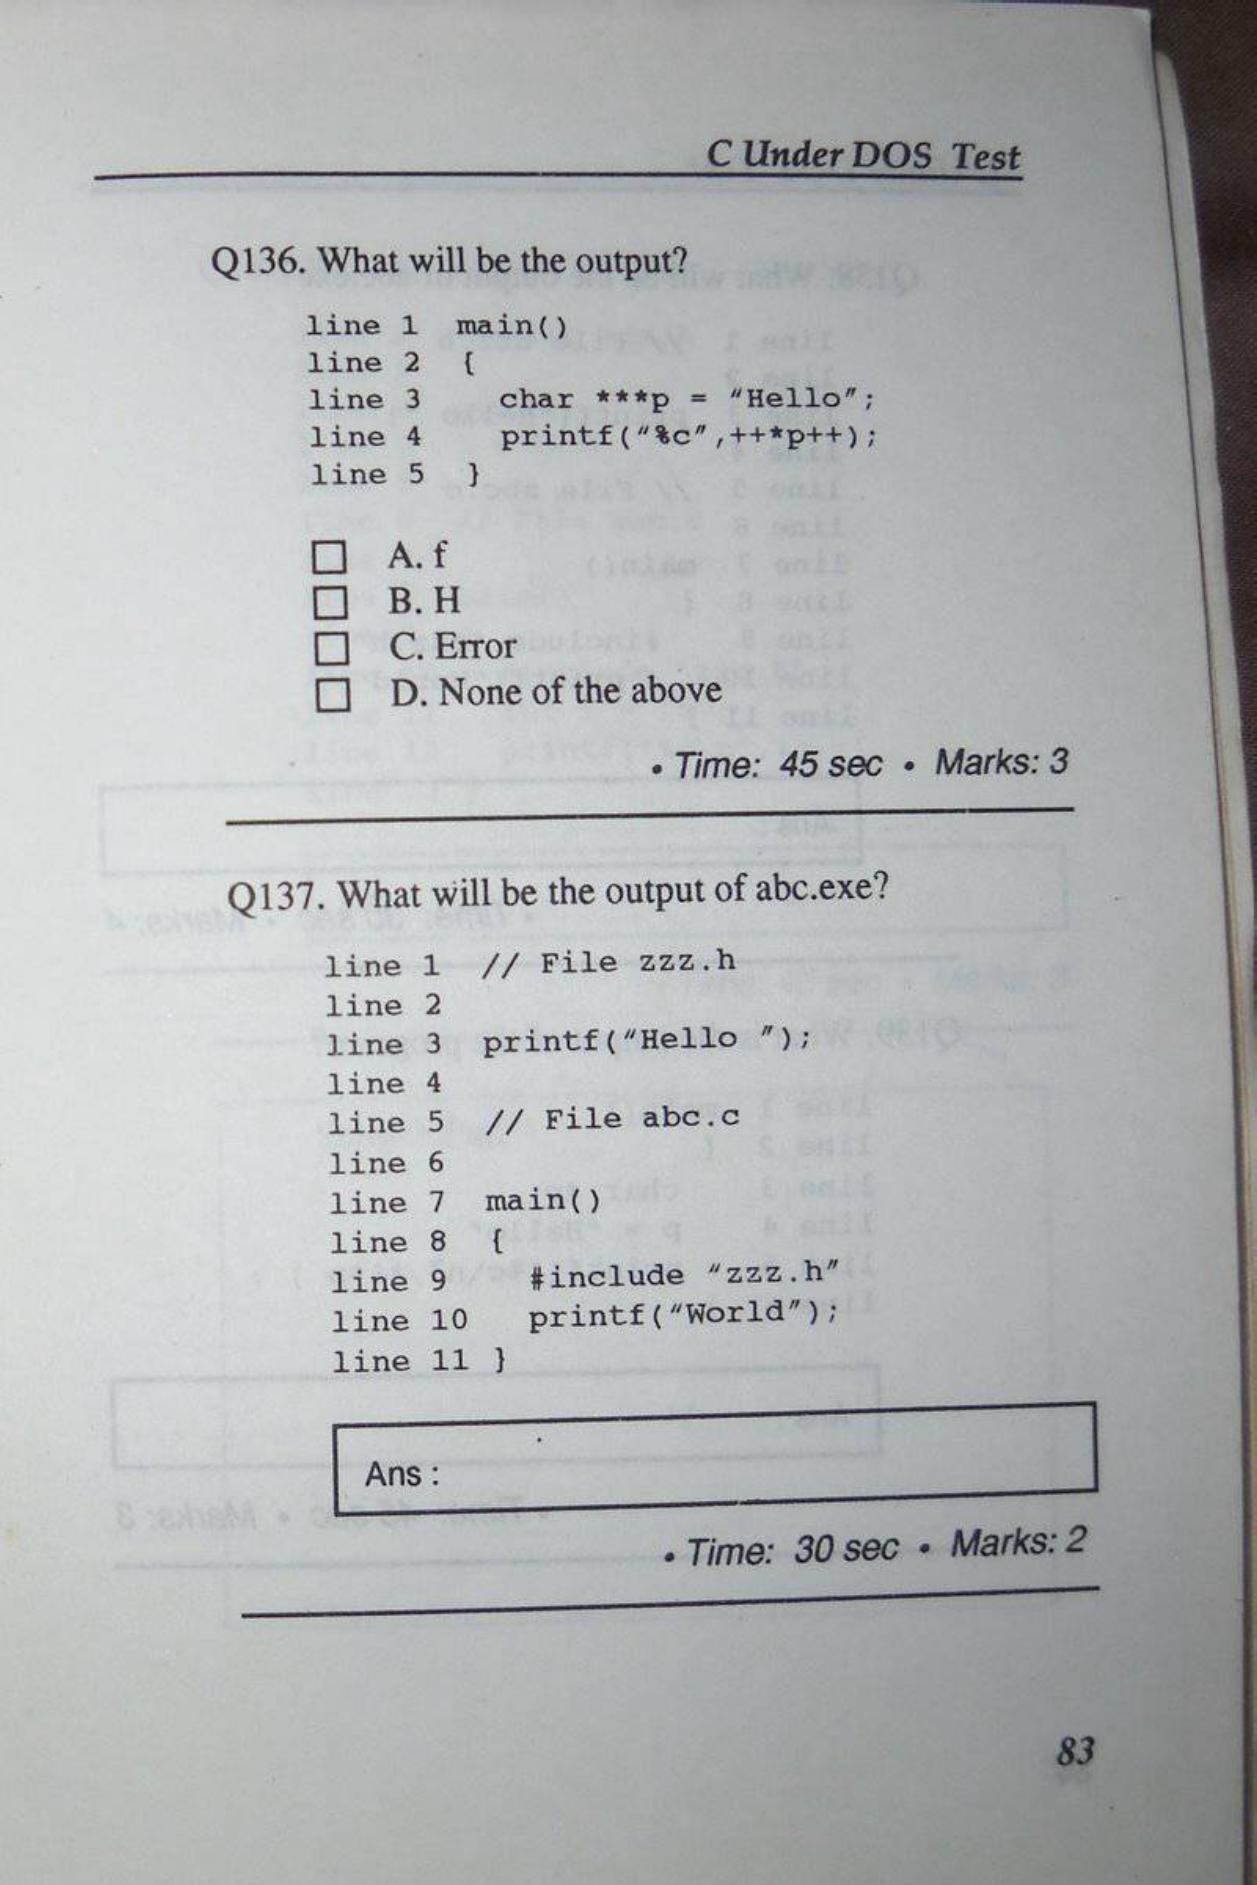 C Under DOS Test
Q136. What will be the output?
line 1 main()
line 2 {
line 3 char ***p = "Hello";
line 4 printf("%c",++*p++);
line 5 }
A. f
B. H
C. Error
D. None of the above
• Time: 45 sec • Marks: 3
Q137. What will be the output of abc.exe?
line 1 // File zzz.h
line 2
line 3 printf("Hello ");
line 4
line 5 // File abc.c
line 6
line 7 main()
line 8 {
line 9 #include "zzz.h"
line 10 printf("World");
line 11 }
Ans :
• Time: 30 sec • Marks: 2
83